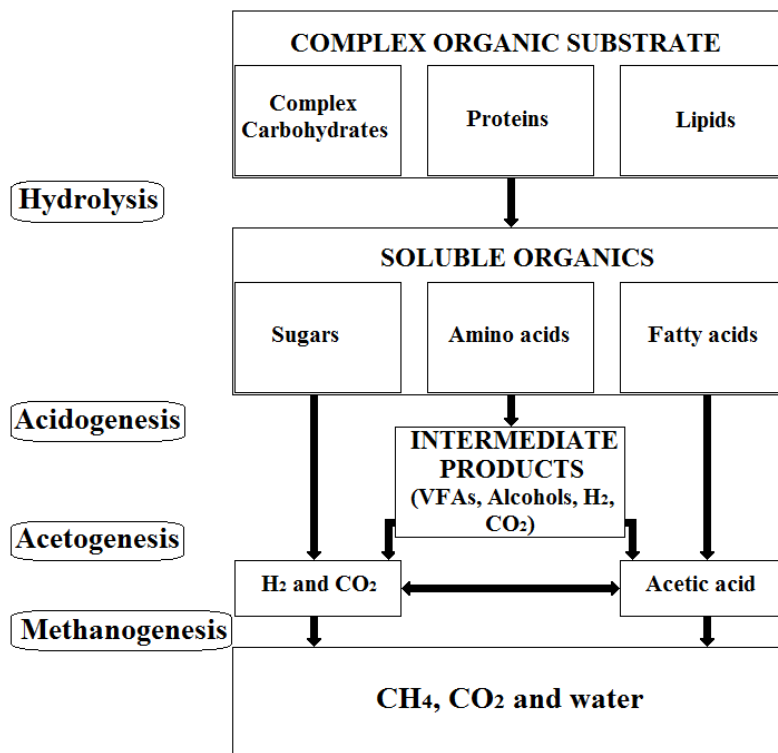 COMPLEX ORGANIC SUBSTRATE
Complex
Carbohydrates
Proteins
Lipids
Hydrolysis
SOLUBLE ORGANICS
Sugars
Amino acids
Fatty acids
Acidogenesis
INTERMEDIATE
PRODUCTS
(VFAs, Alcohols, H₂,
CO₂)
Acetogenesis
H₂ and CO₂
Acetic acid
Methanogenesis
CH₄, CO₂ and water